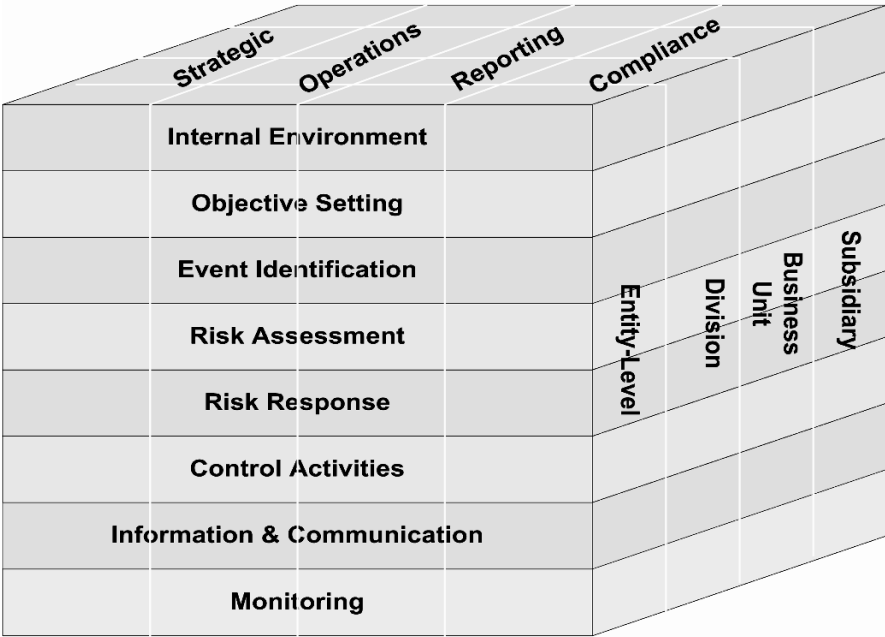 Strategic
Operations
Reporting
Compliance
Internal Environment
Objective Setting
Event Identification
Risk Assessment
Risk Response
Control Activities
Information & Communication
Monitoring
Entity-Level
Division
Business
Unit
Subsidiary